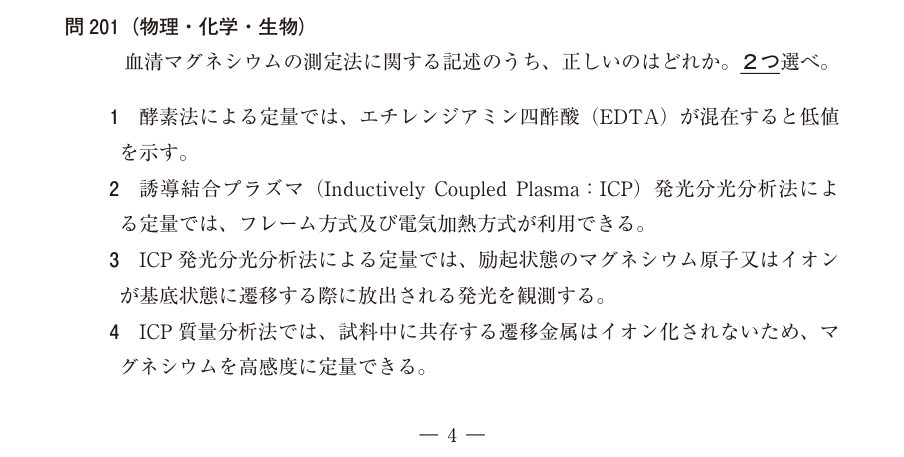 問 201（物理・化学・生物）
血清マグネシウムの測定法に関する記述のうち、正しいのはどれか。２つ選べ。
1　酵素法による定量では、エチレンジアミン四酢酸（EDTA）が混在すると低値
を示す。
2　誘導結合プラズマ（Inductively Coupled Plasma：ICP）発光分光分析法によ
る定量では、フレーム方式及び電気加熱方式が利用できる。
3　ICP 発光分光分析法による定量では、励起状態のマグネシウム原子又はイオン
が基底状態に遷移する際に放出される発光を観測する。
4　ICP 質量分析法では、試料中に共存する遷移金属はイオン化されないため、マ
グネシウムを高感度に定量できる。
— 4 —